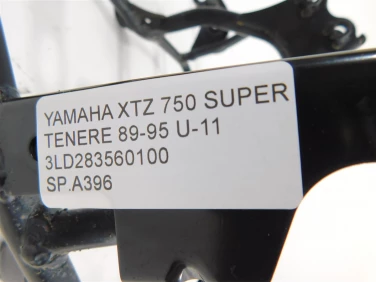 YAMAHA XTZ 750 SUPER
TENERE 89-95 U-11
3LD283560100
SP.A396